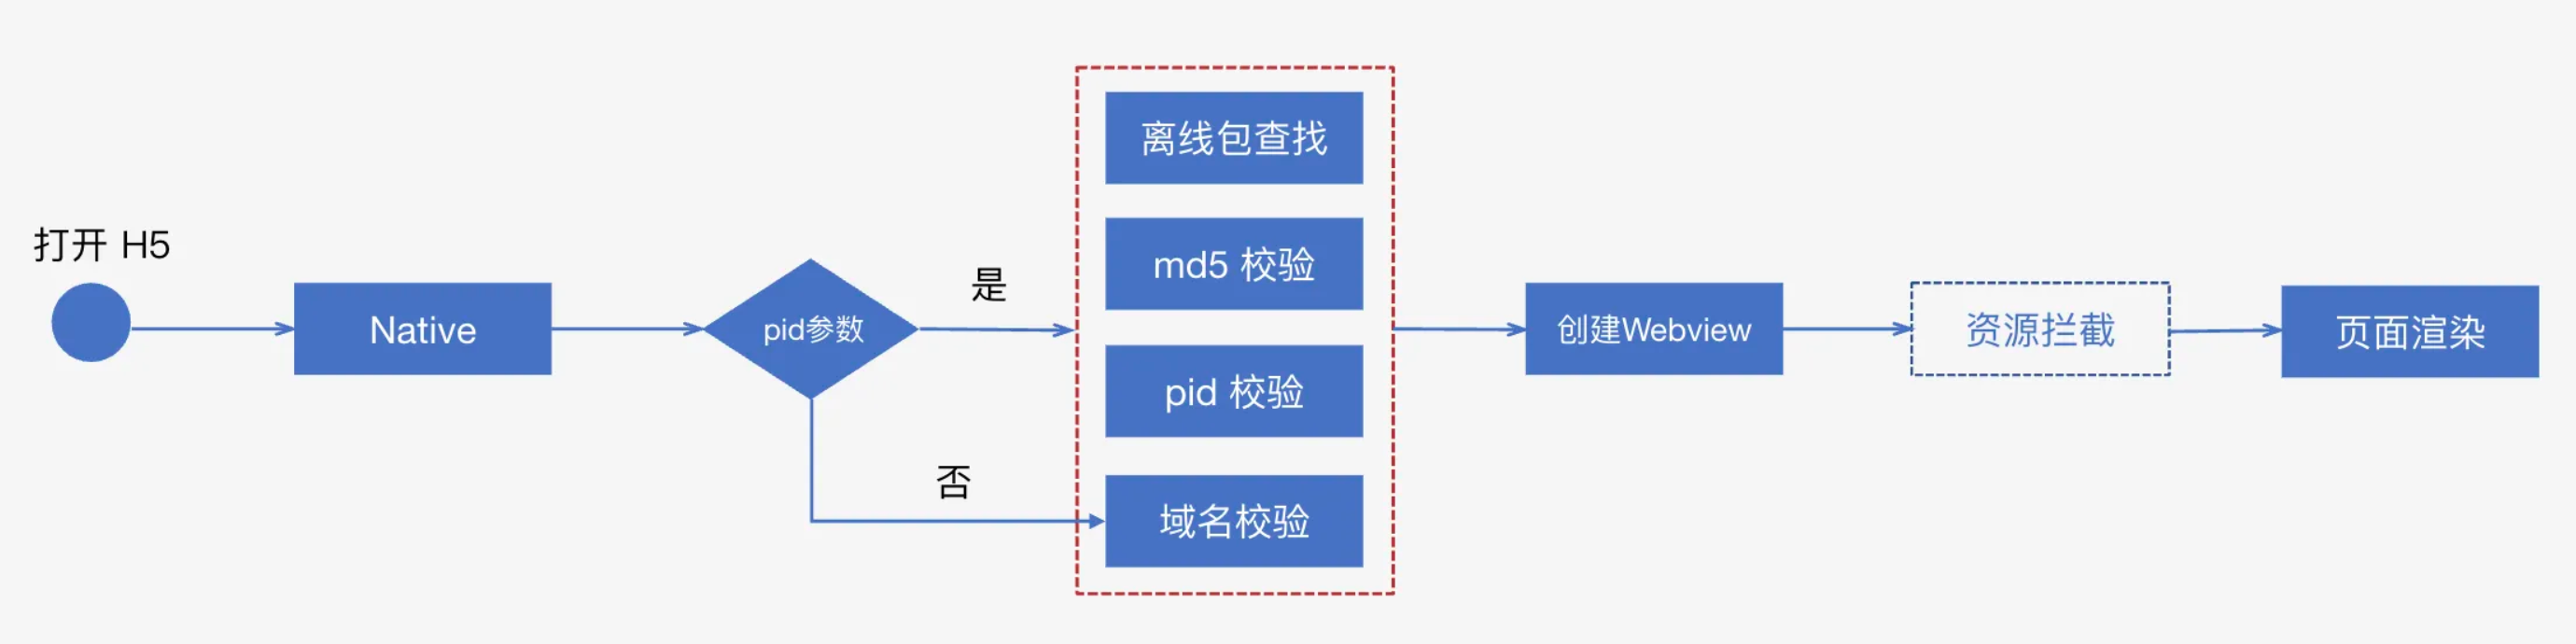 打开 H5
Native
pid参数
是
否
离线包查找
md5 校验
pid 校验
域名校验
创建Webview
资源拦截
页面渲染